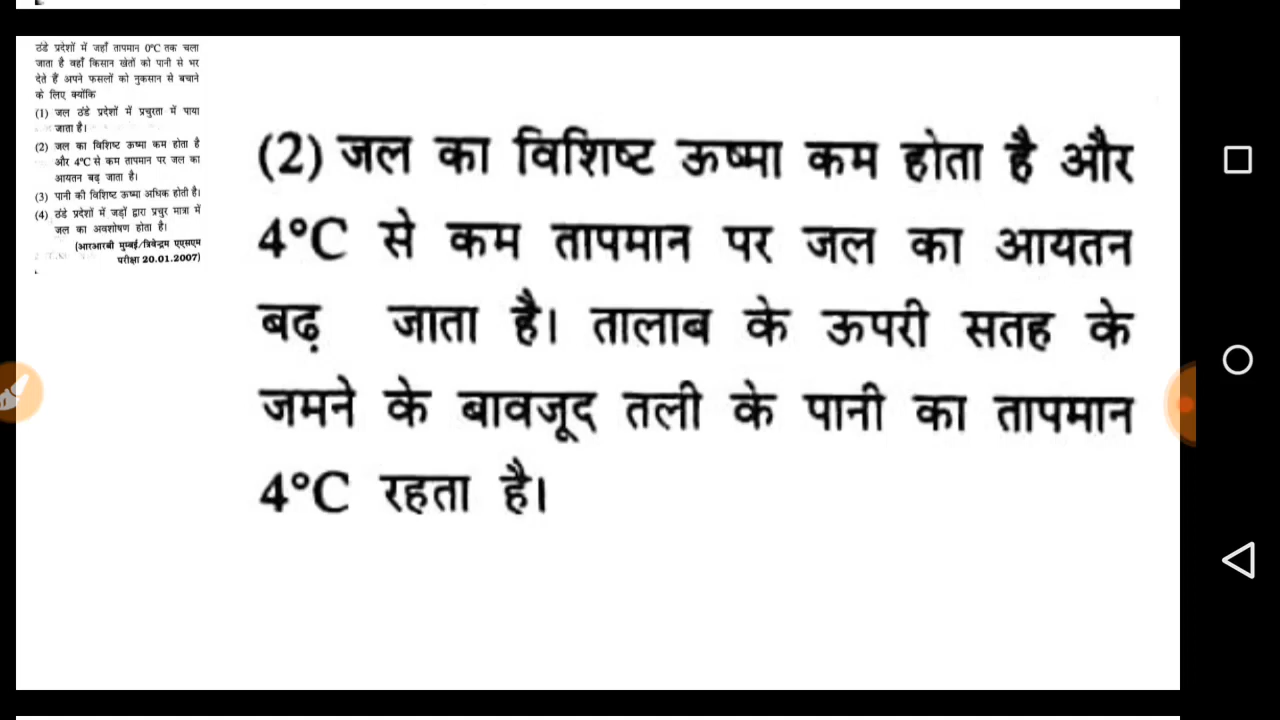 ठंडे प्रदेशों में जहाँ तापमान 0°C तक चला
जाता है वहाँ किसान खेतों को पानी से भर
देते हैं अपने फसलों को नुकसान से बचाने
के लिए क्योंकि
(1) जल ठंडे प्रदेशों में प्रचुरता में पाया
जाता है।
(2) जल का विशिष्ट ऊष्मा कम होता है
और 4°C से कम तापमान पर जल का
आयतन बढ़ जाता है।
(3) पानी की विशिष्ट ऊष्मा अधिक होती है।
(4) ठंडे प्रदेशों में जड़ों द्वारा प्रचुर मात्रा में
जल का अवशोषण होता है।
(आरआरबी मुम्बई/त्रिवेन्द्रम एएसएम
परीक्षा 20.01.2007)
(2) जल का विशिष्ट ऊष्मा कम होता है और
4°C से कम तापमान पर जल का आयतन
बढ़ जाता है। तालाब के ऊपरी सतह के
जमने के बावजूद तली के पानी का तापमान
4°C रहता है।